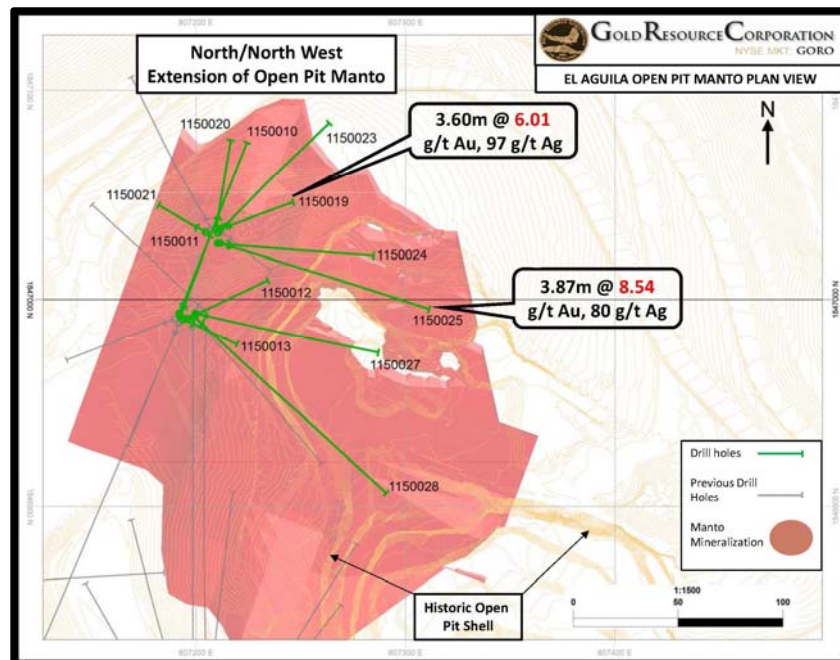 North/North West
Extension of Open Pit Manto
GOLD RESOURCE CORPORATION
NYSE MKT: GORO
EL AGUILA OPEN PIT MANTO PLAN VIEW
807200 E
807300 E
N
3.60m @ 6.01
g/t Au, 97 g/t Ag
1150020
1150010
1150023
1150021
1150019
1150011
1150024
1150012
3.87m @ 8.54
g/t Au, 80 g/t Ag
1847000 N
1847000 N
1150025
1150013
1150027
1150028
Drill holes
Previous Drill
Holes
Manto
Mineralization
Historic Open
Pit Shell
1:1500
0
50
100
807200 E
807300 E
807400 E